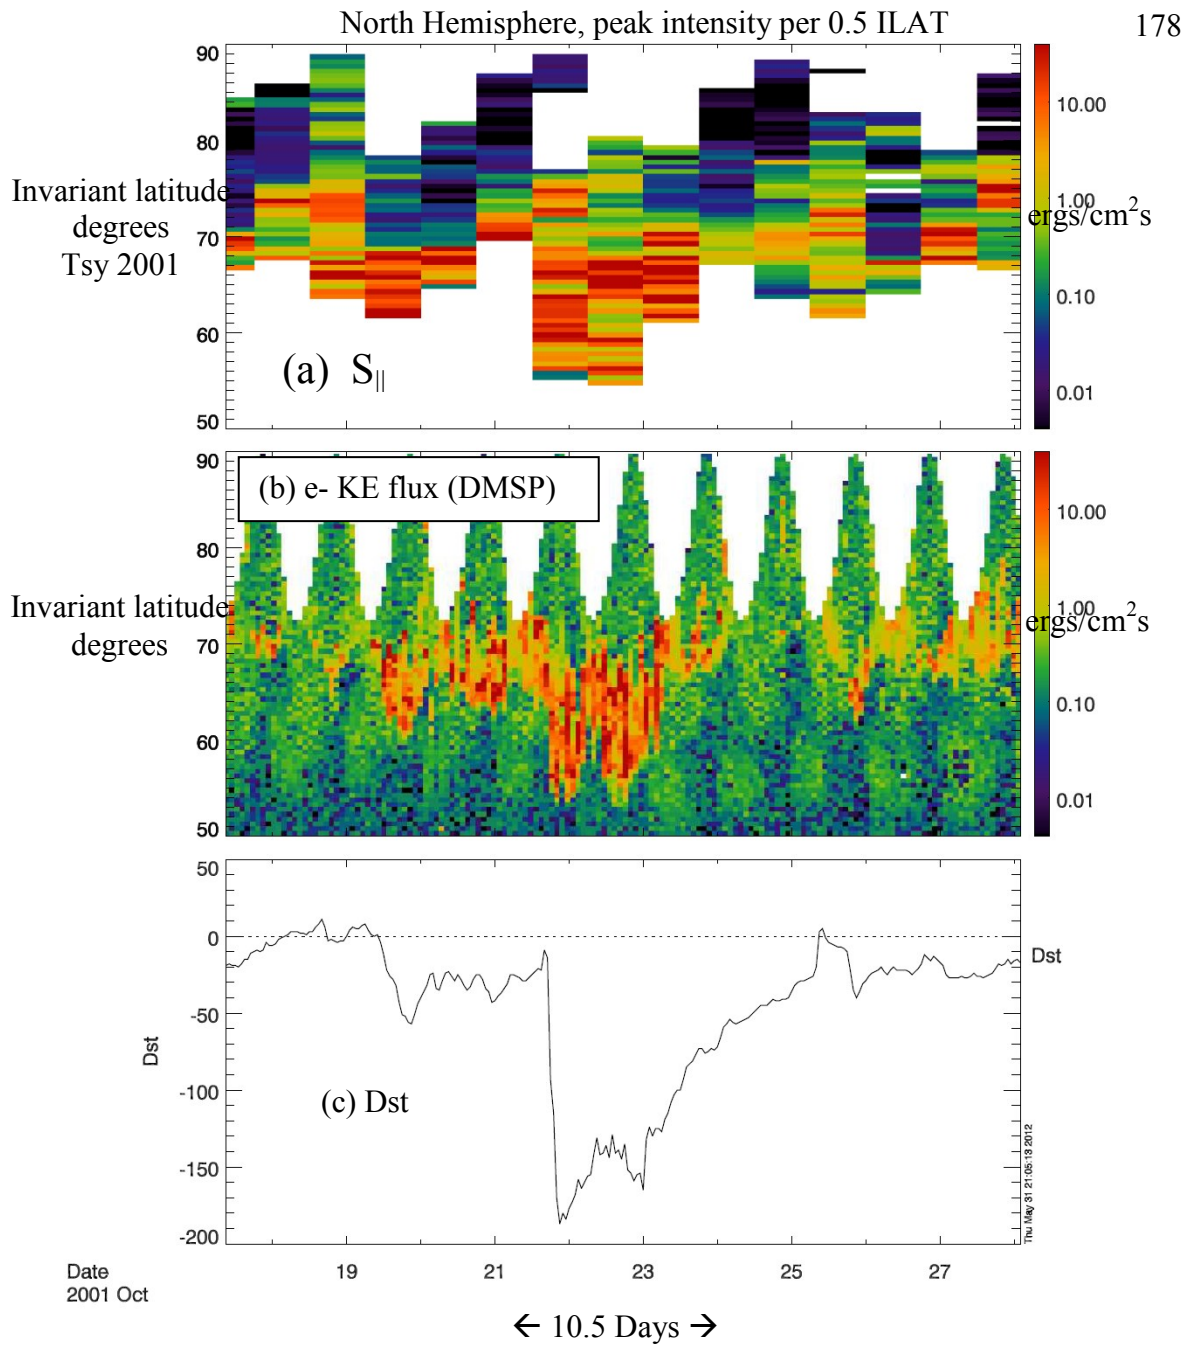 North Hemisphere, peak intensity per 0.5 ILAT
178
90
80
70
60
50
Invariant latitude
degrees
Tsy 2001
(a) S||
10.00
1.00
ergs/cm²s
0.10
0.01
90
80
70
60
50
(b) e- KE flux (DMSP)
Invariant latitude
degrees
10.00
1.00
ergs/cm²s
0.10
0.01
50
0
-50
-100
-150
-200
Dst
(c) Dst
Dst
Thu May 31 21:05:13 2012
19
21
23
25
27
Date
2001 Oct
← 10.5 Days →